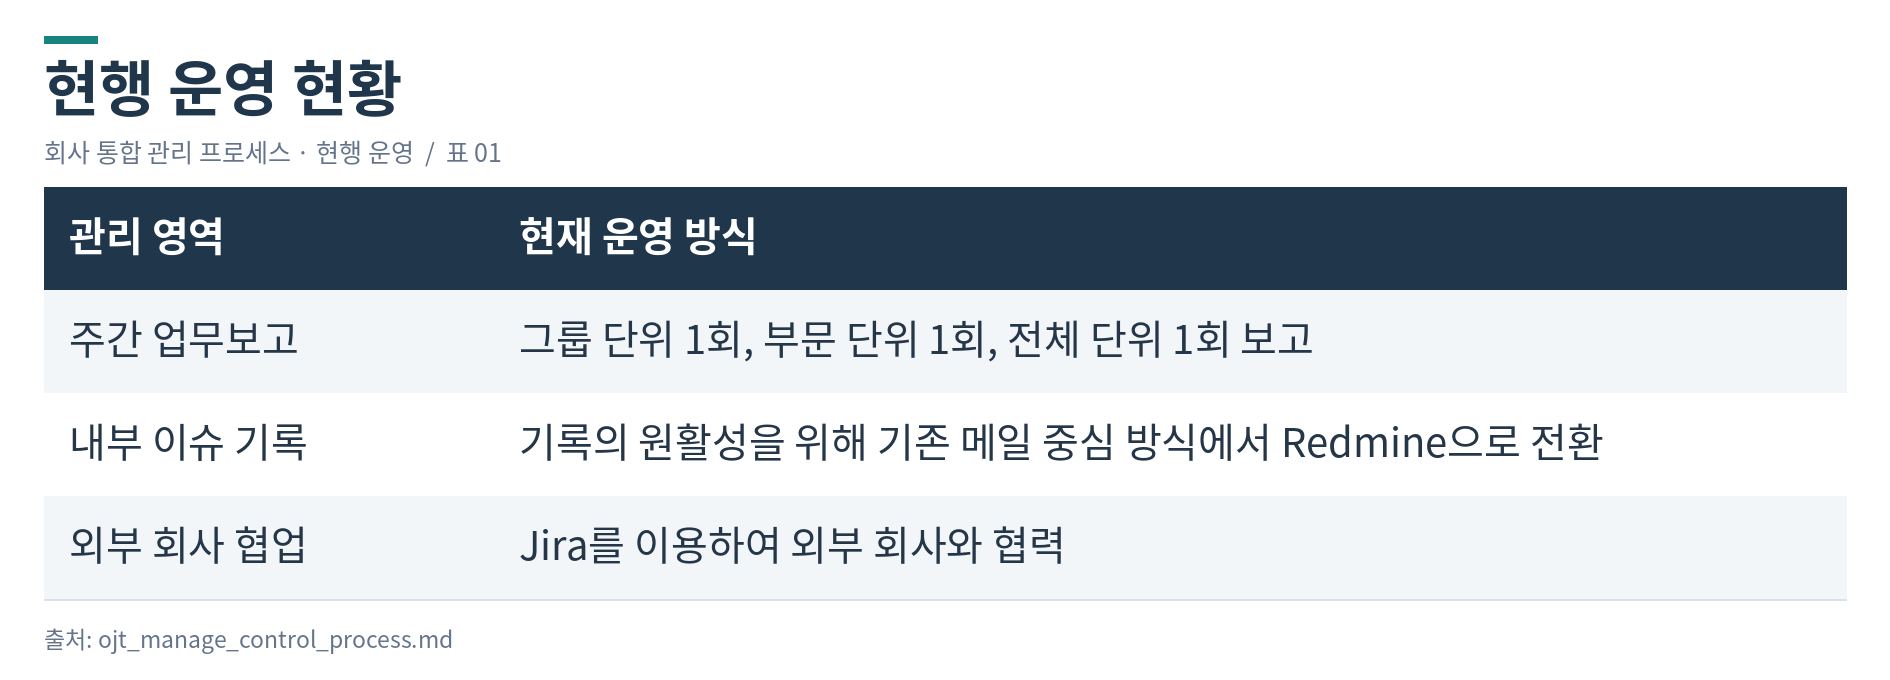 현행 운영 현황
회사 통합 관리 프로세스 · 현행 운영 / 표 01
관리 영역 현재 운영 방식
주간 업무보고 그룹 단위 1회, 부문 단위 1회, 전체 단위 1회 보고
내부 이슈 기록 기록의 원활성을 위해 기존 메일 중심 방식에서 Redmine으로 전환
외부 회사 협업 Jira를 이용하여 외부 회사와 협력
출처: ojt_manage_control_process.md